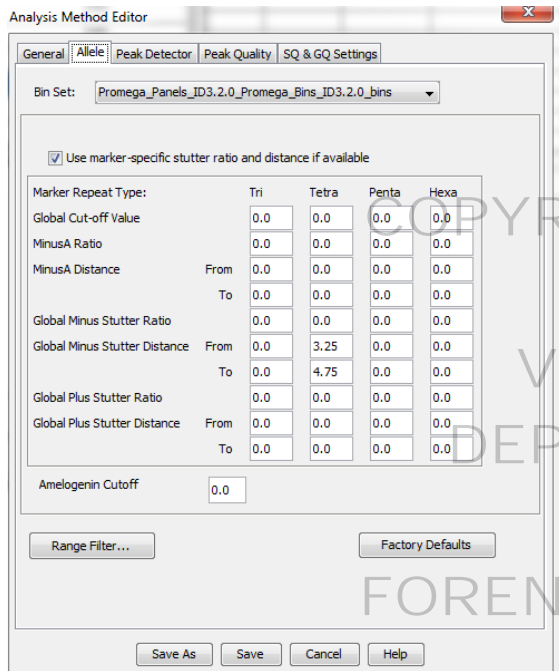 Analysis Method Editor
General Allele Peak Detector Peak Quality SQ & GQ Settings
Bin Set: Promega_Panels_ID3.2.0_Promega_Bins_ID3.2.0_bins
Use marker-specific stutter ratio and distance if available
Marker Repeat Type: Tri Tetra Penta Hexa
Global Cut-off Value 0.0 0.0 0.0 0.0
MinusA Ratio 0.0 0.0 0.0 0.0
MinusA Distance From 0.0 0.0 0.0 0.0
To 0.0 0.0 0.0 0.0
Global Minus Stutter Ratio 0.0 0.0 0.0 0.0
Global Minus Stutter Distance From 0.0 3.25 0.0 0.0
To 0.0 4.75 0.0 0.0
Global Plus Stutter Ratio 0.0 0.0 0.0 0.0
Global Plus Stutter Distance From 0.0 0.0 0.0 0.0
To 0.0 0.0 0.0 0.0
Amelogenin Cutoff 0.0
Range Filter... Factory Defaults
Save As Save Cancel Help
COPYR
V
DEP
FOREN